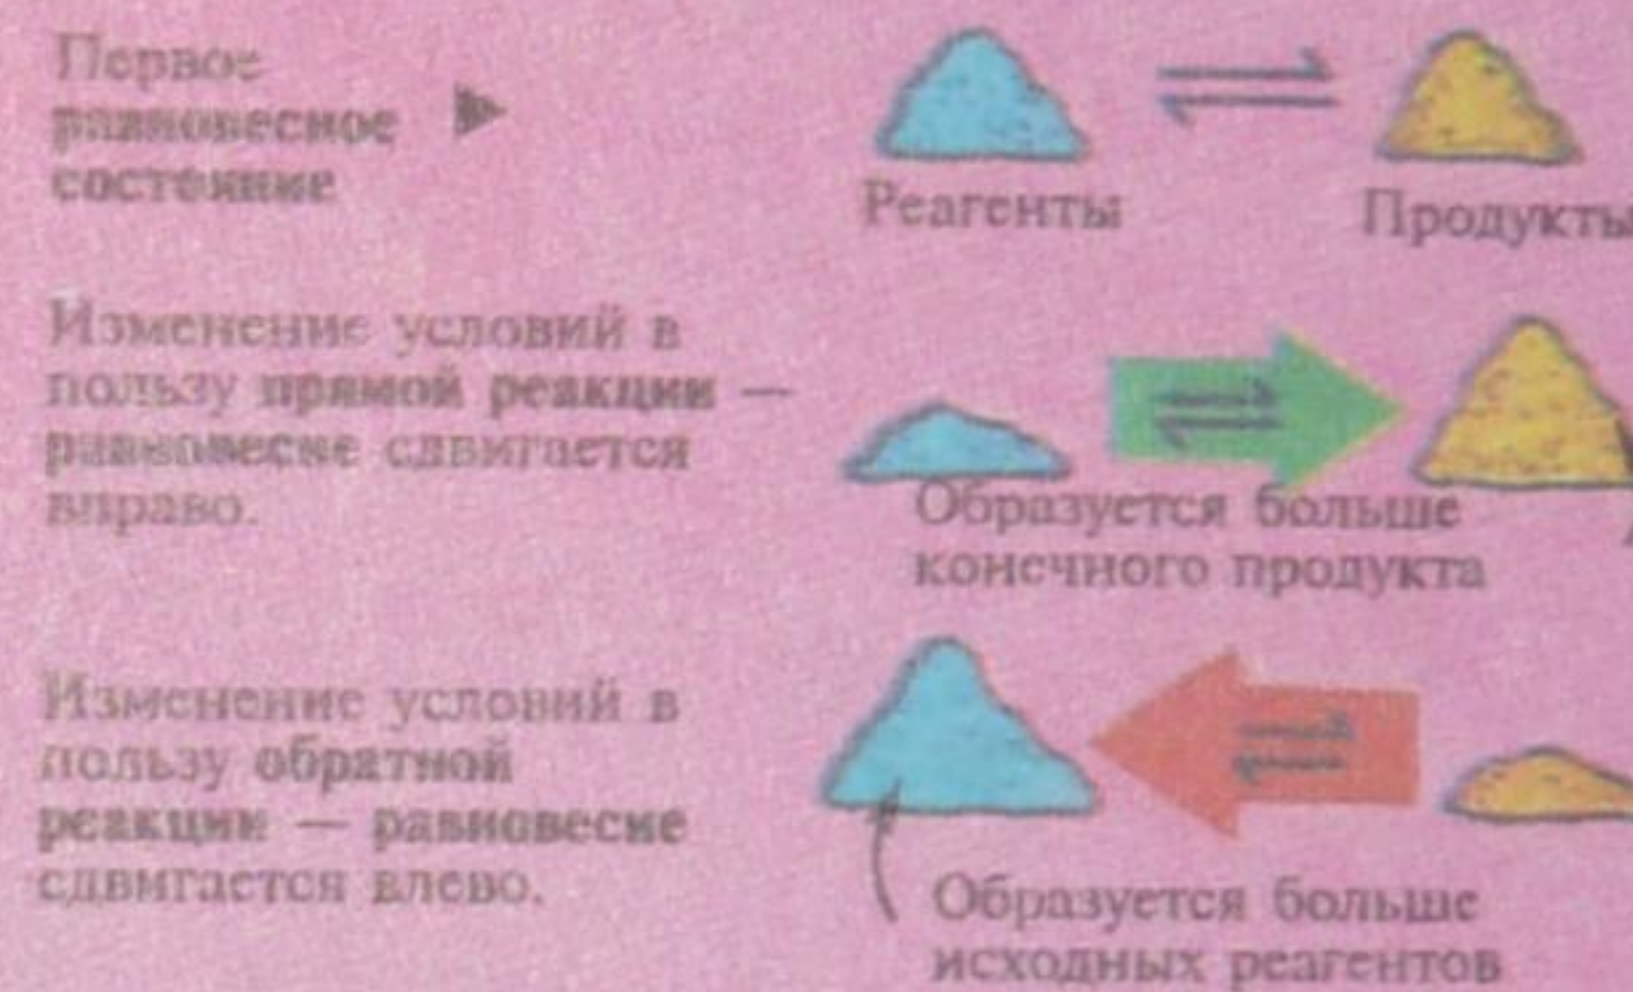 Первое
равновесное
состояние
Реагенты
Продукты
Изменение условий в
пользу прямой реакции —
равновесие сдвигается
вправо.
Образуется больше
конечного продукта
Изменение условий в
пользу обратной
реакции — равновесие
сдвигается влево.
Образуется больше
исходных реагентов